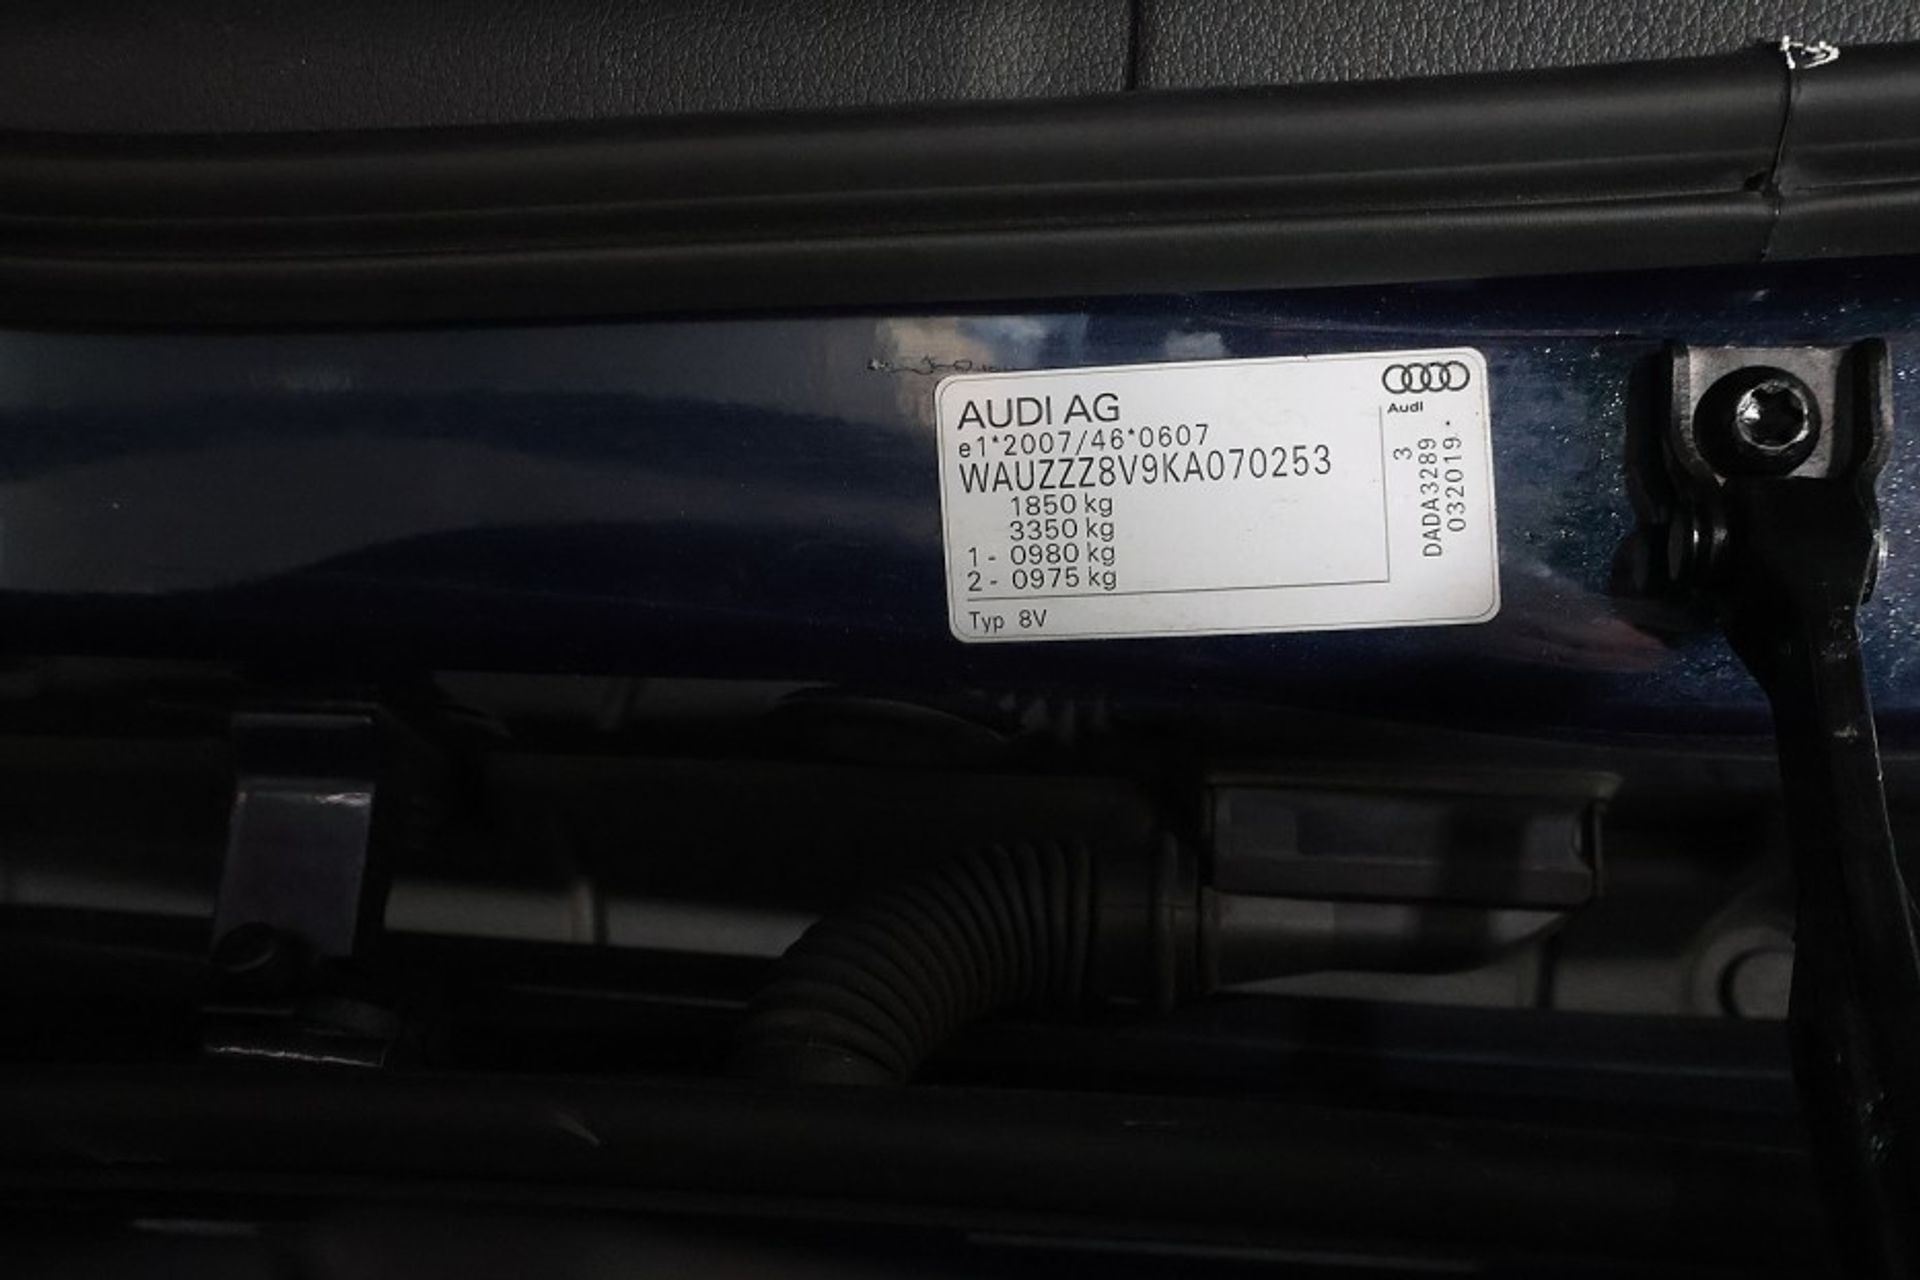 AUDI AG
Audi
e1*2007/46*0607
WAUZZZ8V9KA070253
1850 kg
3350 kg
1 - 0980 kg
2 - 0975 kg
Typ 8V
3
DADA3289
032019.